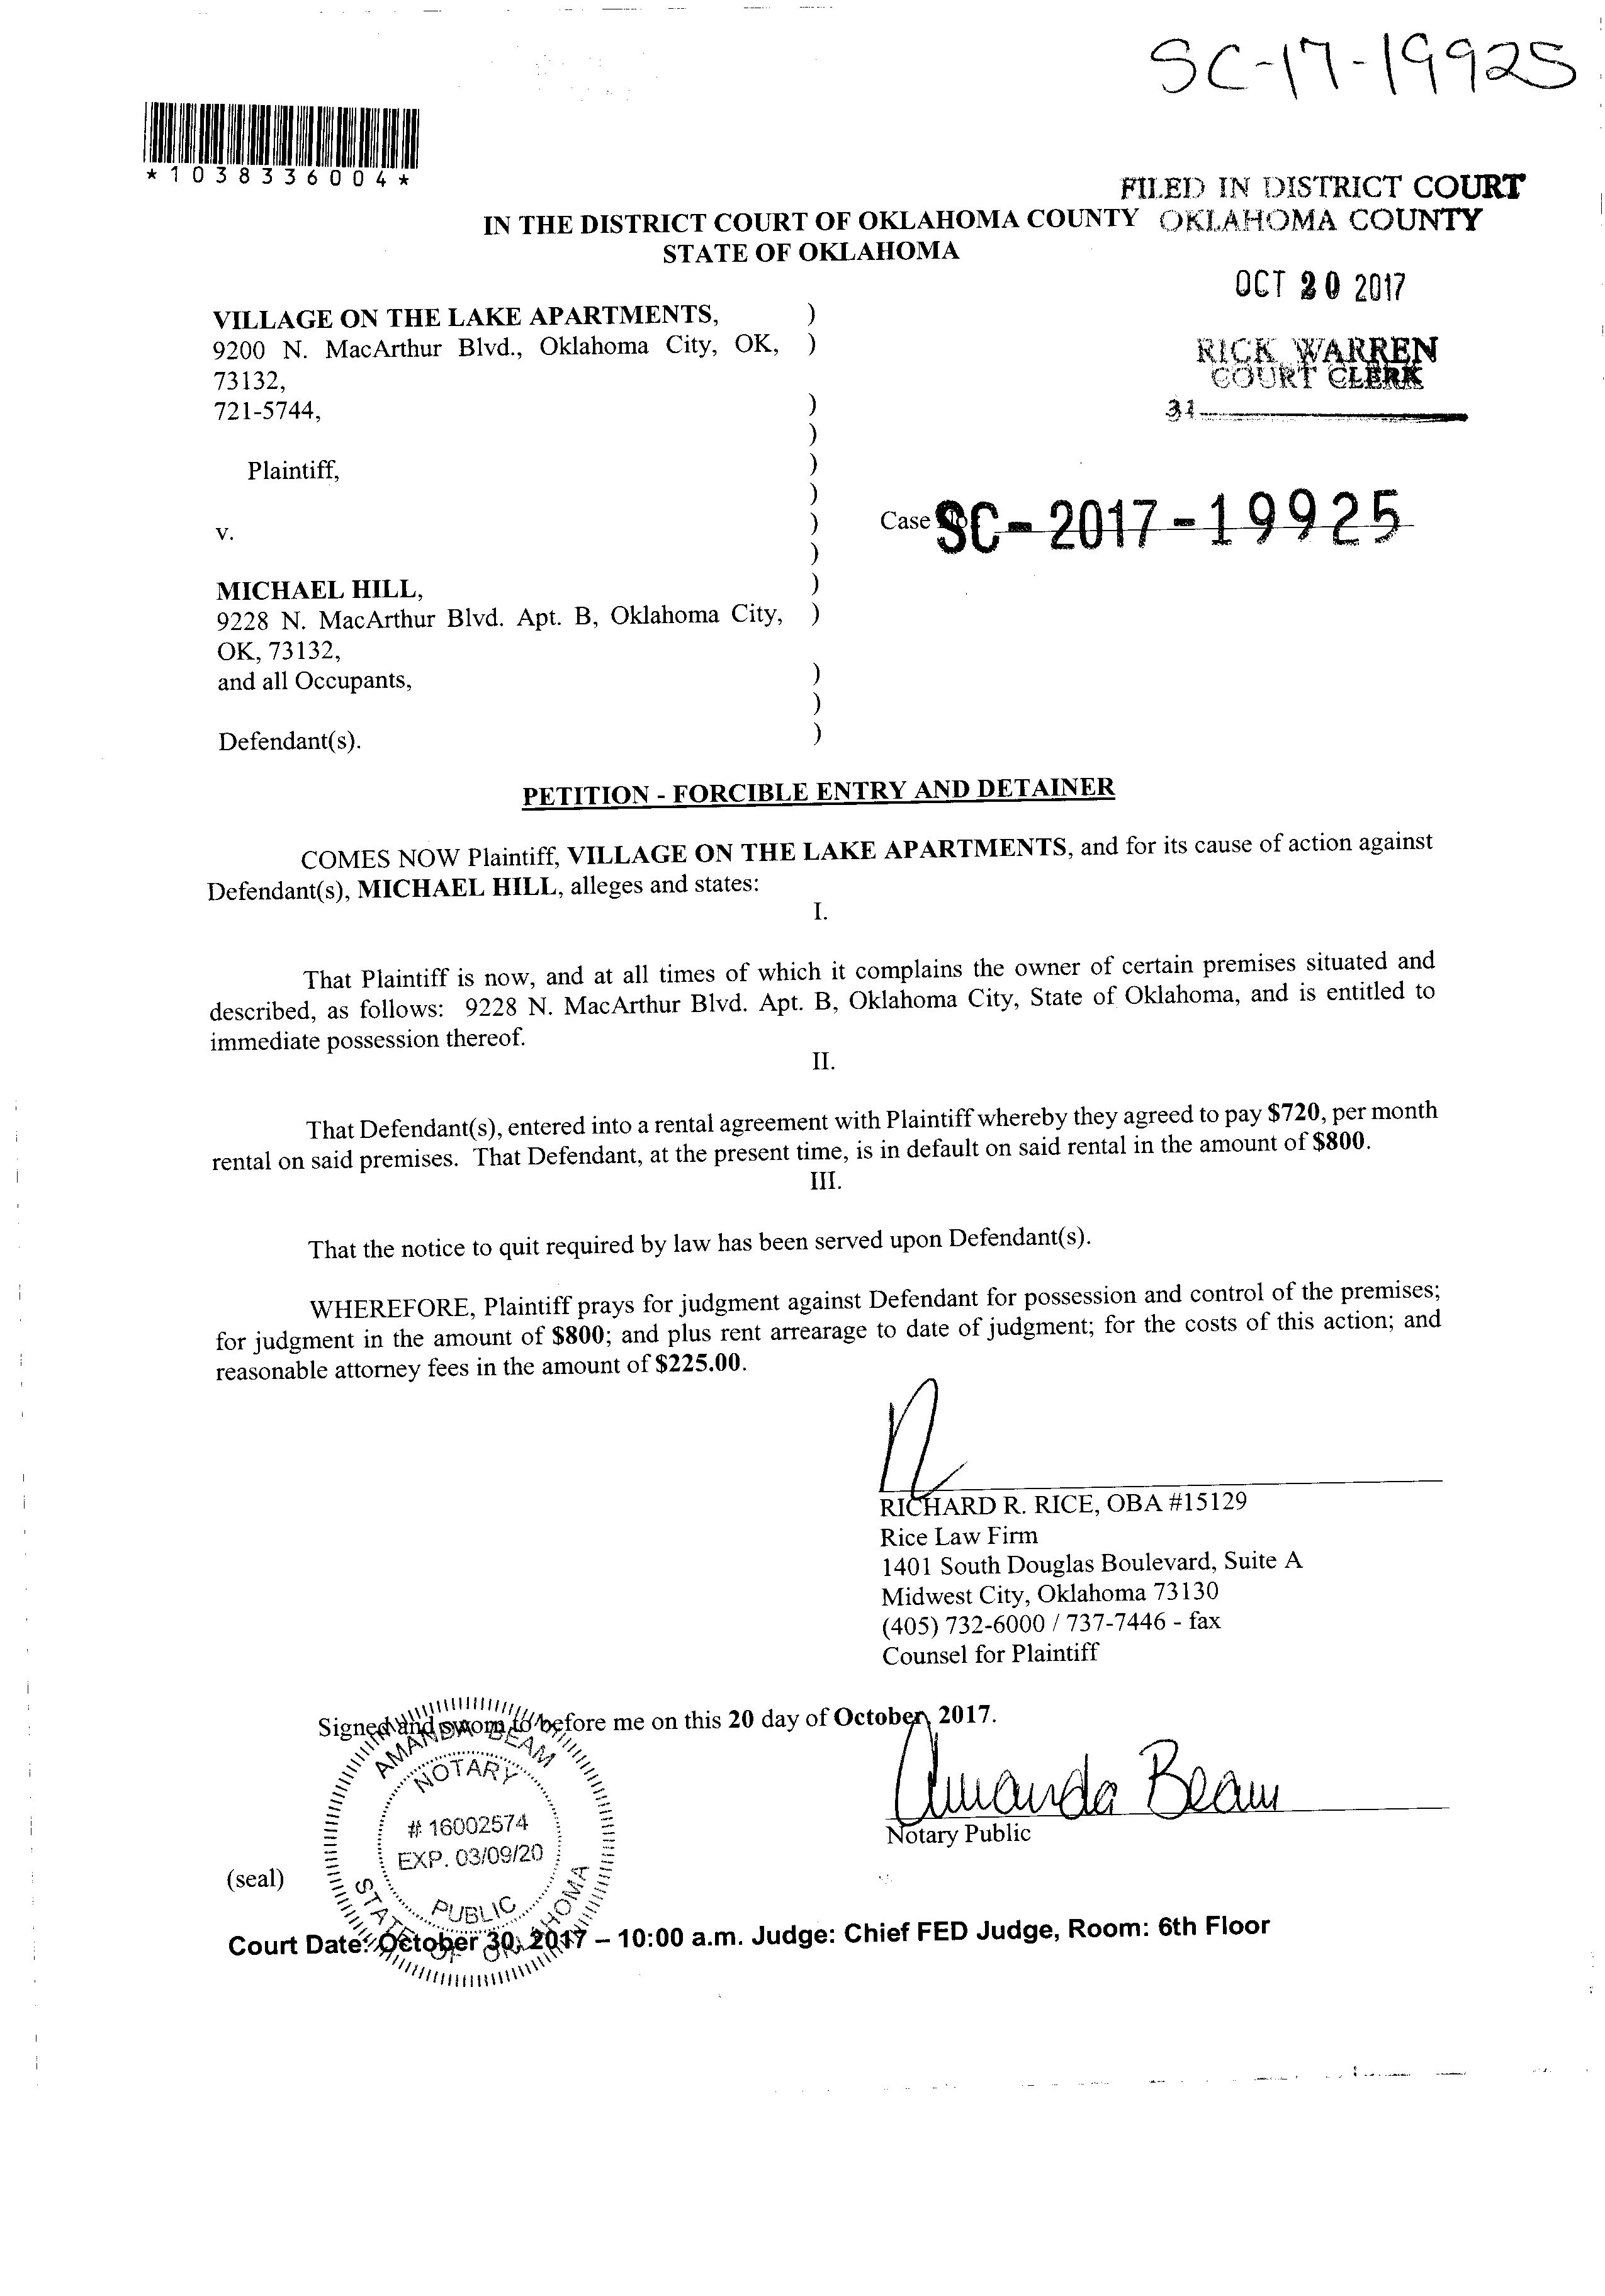 SC-17-19925
*1038336004*
FILED IN DISTRICT COURT
IN THE DISTRICT COURT OF OKLAHOMA COUNTY OKLAHOMA COUNTY
STATE OF OKLAHOMA
OCT 20 2017
VILLAGE ON THE LAKE APARTMENTS, )
9200 N. MacArthur Blvd., Oklahoma City, OK, )
73132,
721-5744, )
RICK WARREN
COURT CLERK
31
)
Plaintiff, )
)
v. )
)
Case No. SC-2017-19925
MICHAEL HILL, )
9228 N. MacArthur Blvd. Apt. B, Oklahoma City, )
OK, 73132,
and all Occupants, )
)
Defendant(s). )
PETITION - FORCIBLE ENTRY AND DETAINER
COMES NOW Plaintiff, VILLAGE ON THE LAKE APARTMENTS, and for its cause of action against
Defendant(s), MICHAEL HILL, alleges and states:
I.
That Plaintiff is now, and at all times of which it complains the owner of certain premises situated and
described, as follows: 9228 N. MacArthur Blvd. Apt. B, Oklahoma City, State of Oklahoma, and is entitled to
immediate possession thereof.
II.
That Defendant(s), entered into a rental agreement with Plaintiff whereby they agreed to pay $720, per month
rental on said premises. That Defendant, at the present time, is in default on said rental in the amount of $800.
III.
That the notice to quit required by law has been served upon Defendant(s).
WHEREFORE, Plaintiff prays for judgment against Defendant for possession and control of the premises;
for judgment in the amount of $800; and plus rent arrearage to date of judgment; for the costs of this action; and
reasonable attorney fees in the amount of $225.00.
RICHARD R. RICE, OBA #15129
Rice Law Firm
1401 South Douglas Boulevard, Suite A
Midwest City, Oklahoma 73130
(405) 732-6000 / 737-7446 - fax
Counsel for Plaintiff
Signed and sworn to before me on this 20 day of October, 2017.
Amanda Beam
Notary Public
AMANDA BEAM
NOTARY
# 16002574
EXP. 03/09/20
PUBLIC
STATE OF OKLAHOMA
(seal)
Court Date: October 30, 2017 – 10:00 a.m. Judge: Chief FED Judge, Room: 6th Floor